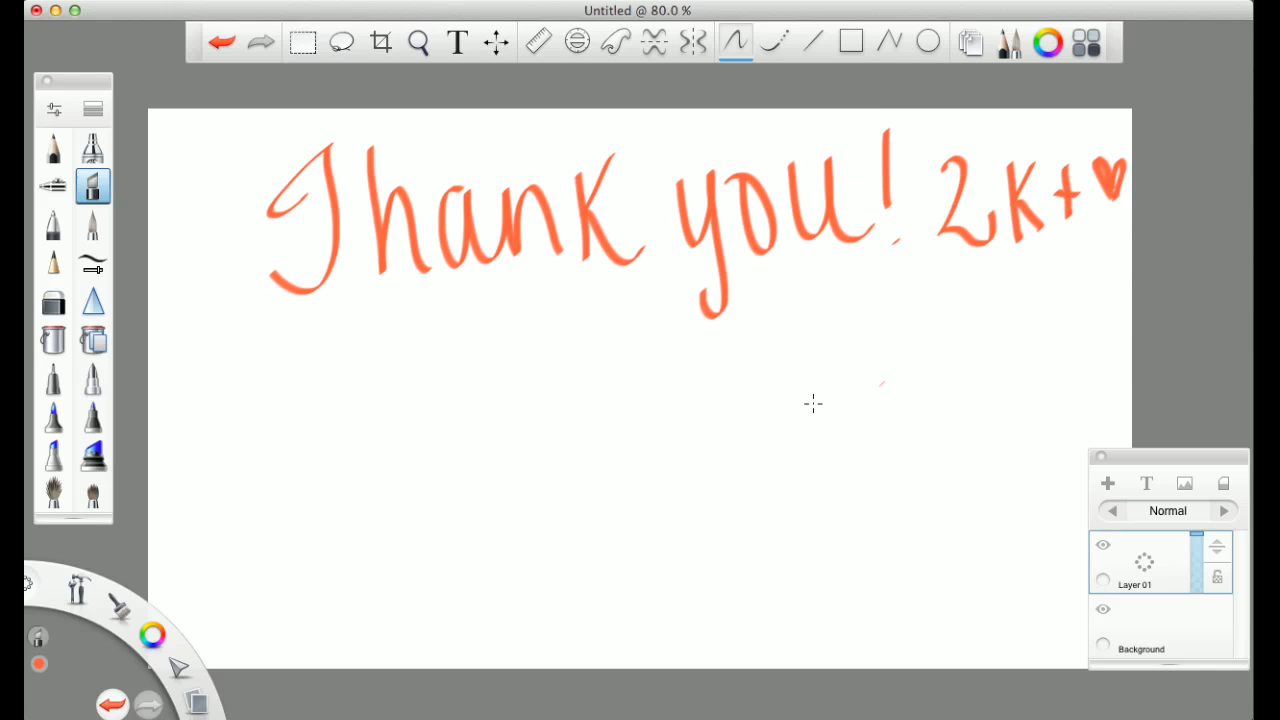 Untitled @ 80.0 %
T
Thank you! 2K+♥
T
Normal
Layer 01
Background